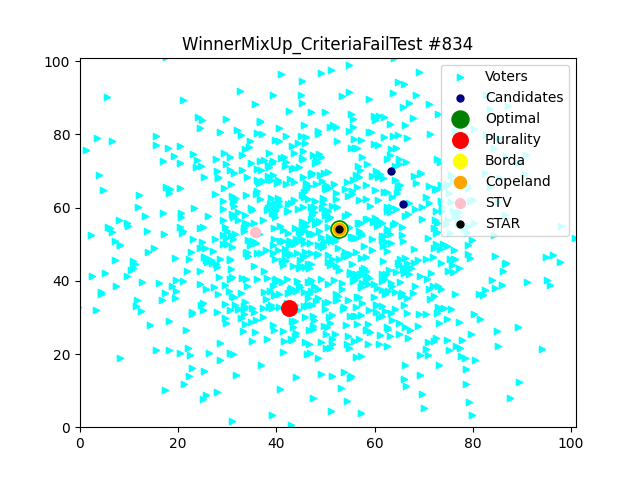 WinnerMixUp_CriteriaFailTest #834
100
80
60
40
20
0
0 20 40 60 80 100
Voters
Candidates
Optimal
Plurality
Borda
Copeland
STV
STAR